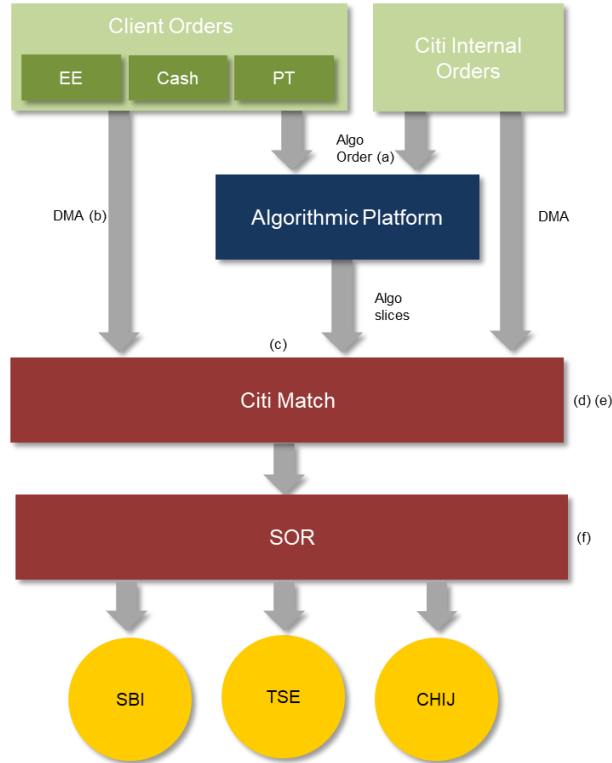 Client Orders
EE
Cash
PT
Citi Internal
Orders
Algo
Order (a)
DMA (b)
Algorithmic Platform
DMA
Algo
slices
(c)
Citi Match
(d) (e)
SOR
(f)
SBI
TSE
CHIJ